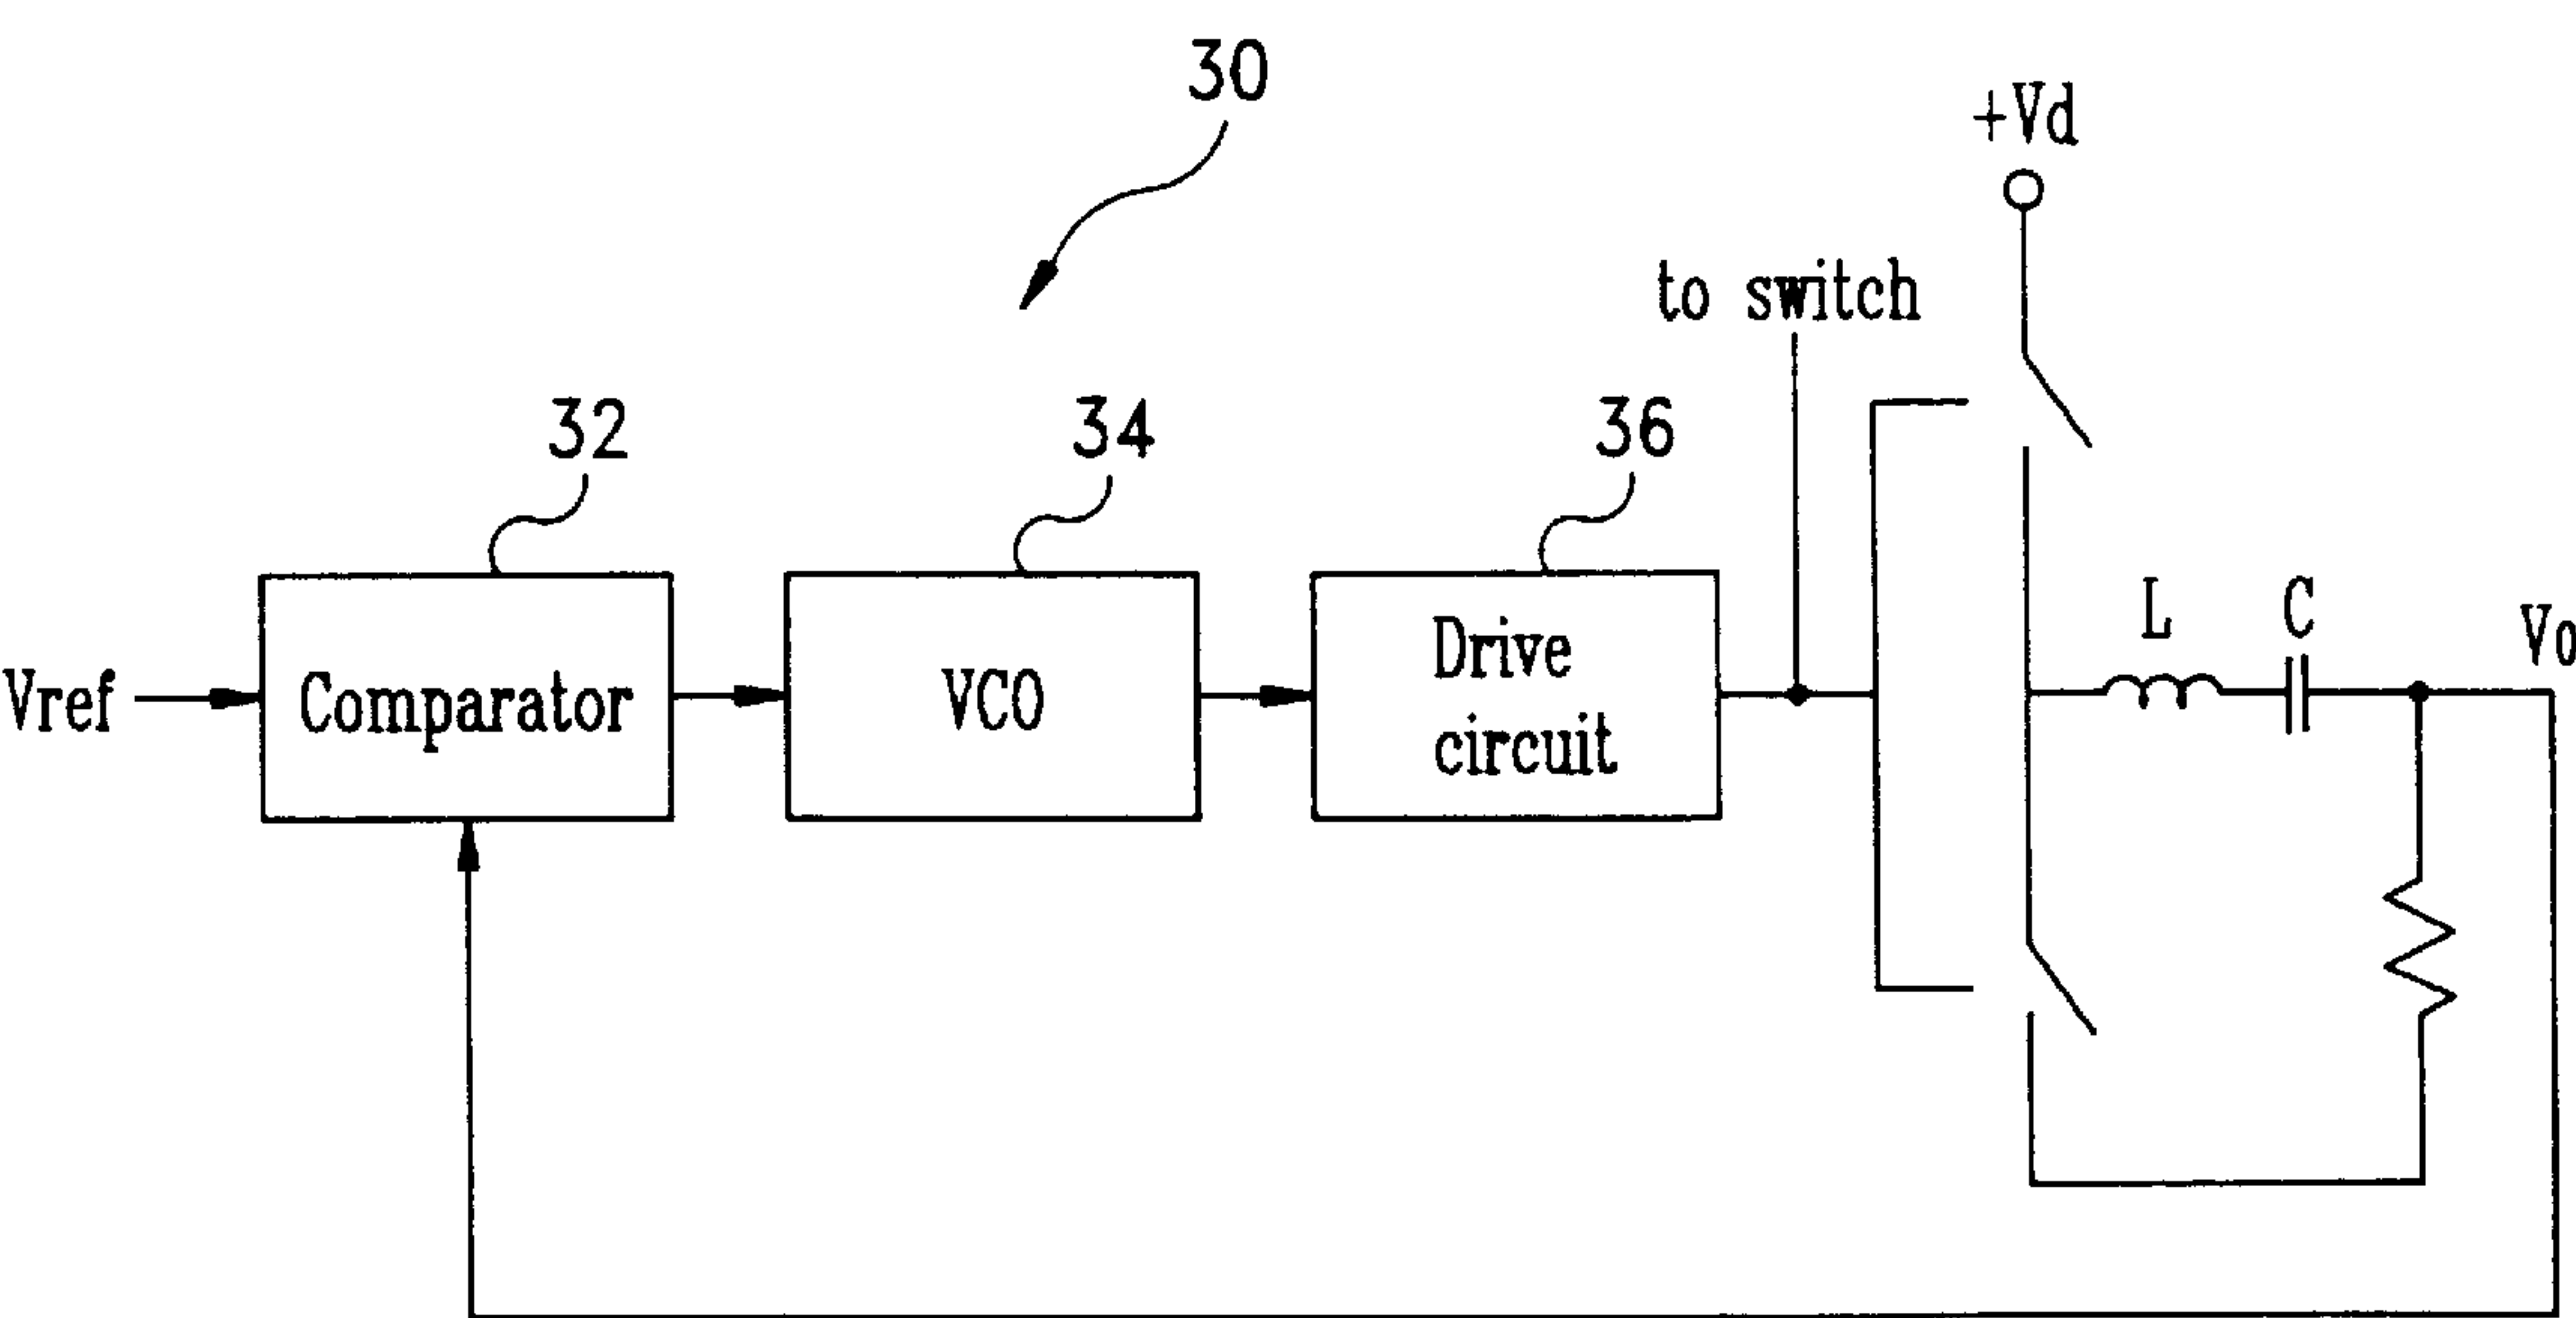 30
+Vd
to switch
32
34
36
L
C
Vo
Vref
Comparator
VCO
Drive
circuit